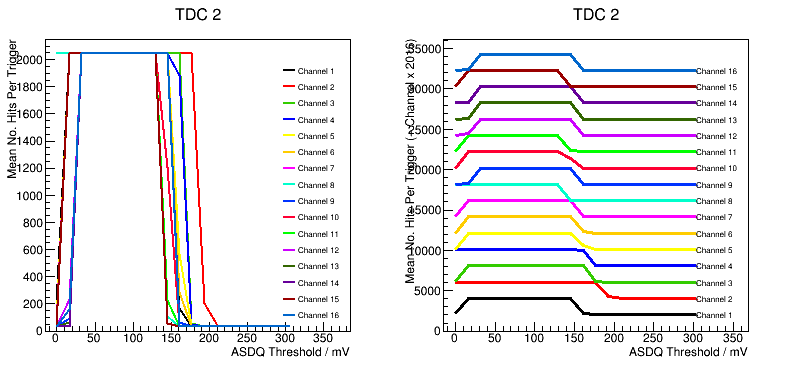 TDC 2
Mean No. Hits Per Trigger
2000
1800
1600
1400
1200
1000
800
600
400
200
0
0 50 100 150 200 250 300 350
ASDQ Threshold / mV
Channel 1
Channel 2
Channel 3
Channel 4
Channel 5
Channel 6
Channel 7
Channel 8
Channel 9
Channel 10
Channel 11
Channel 12
Channel 13
Channel 14
Channel 15
Channel 16
TDC 2
Mean No. Hits Per Trigger (+ Channel x 2016)
35000
30000
25000
20000
15000
10000
5000
0
0 50 100 150 200 250 300 350
ASDQ Threshold / mV
Channel 16
Channel 15
Channel 14
Channel 13
Channel 12
Channel 11
Channel 10
Channel 9
Channel 8
Channel 7
Channel 6
Channel 5
Channel 4
Channel 3
Channel 2
Channel 1